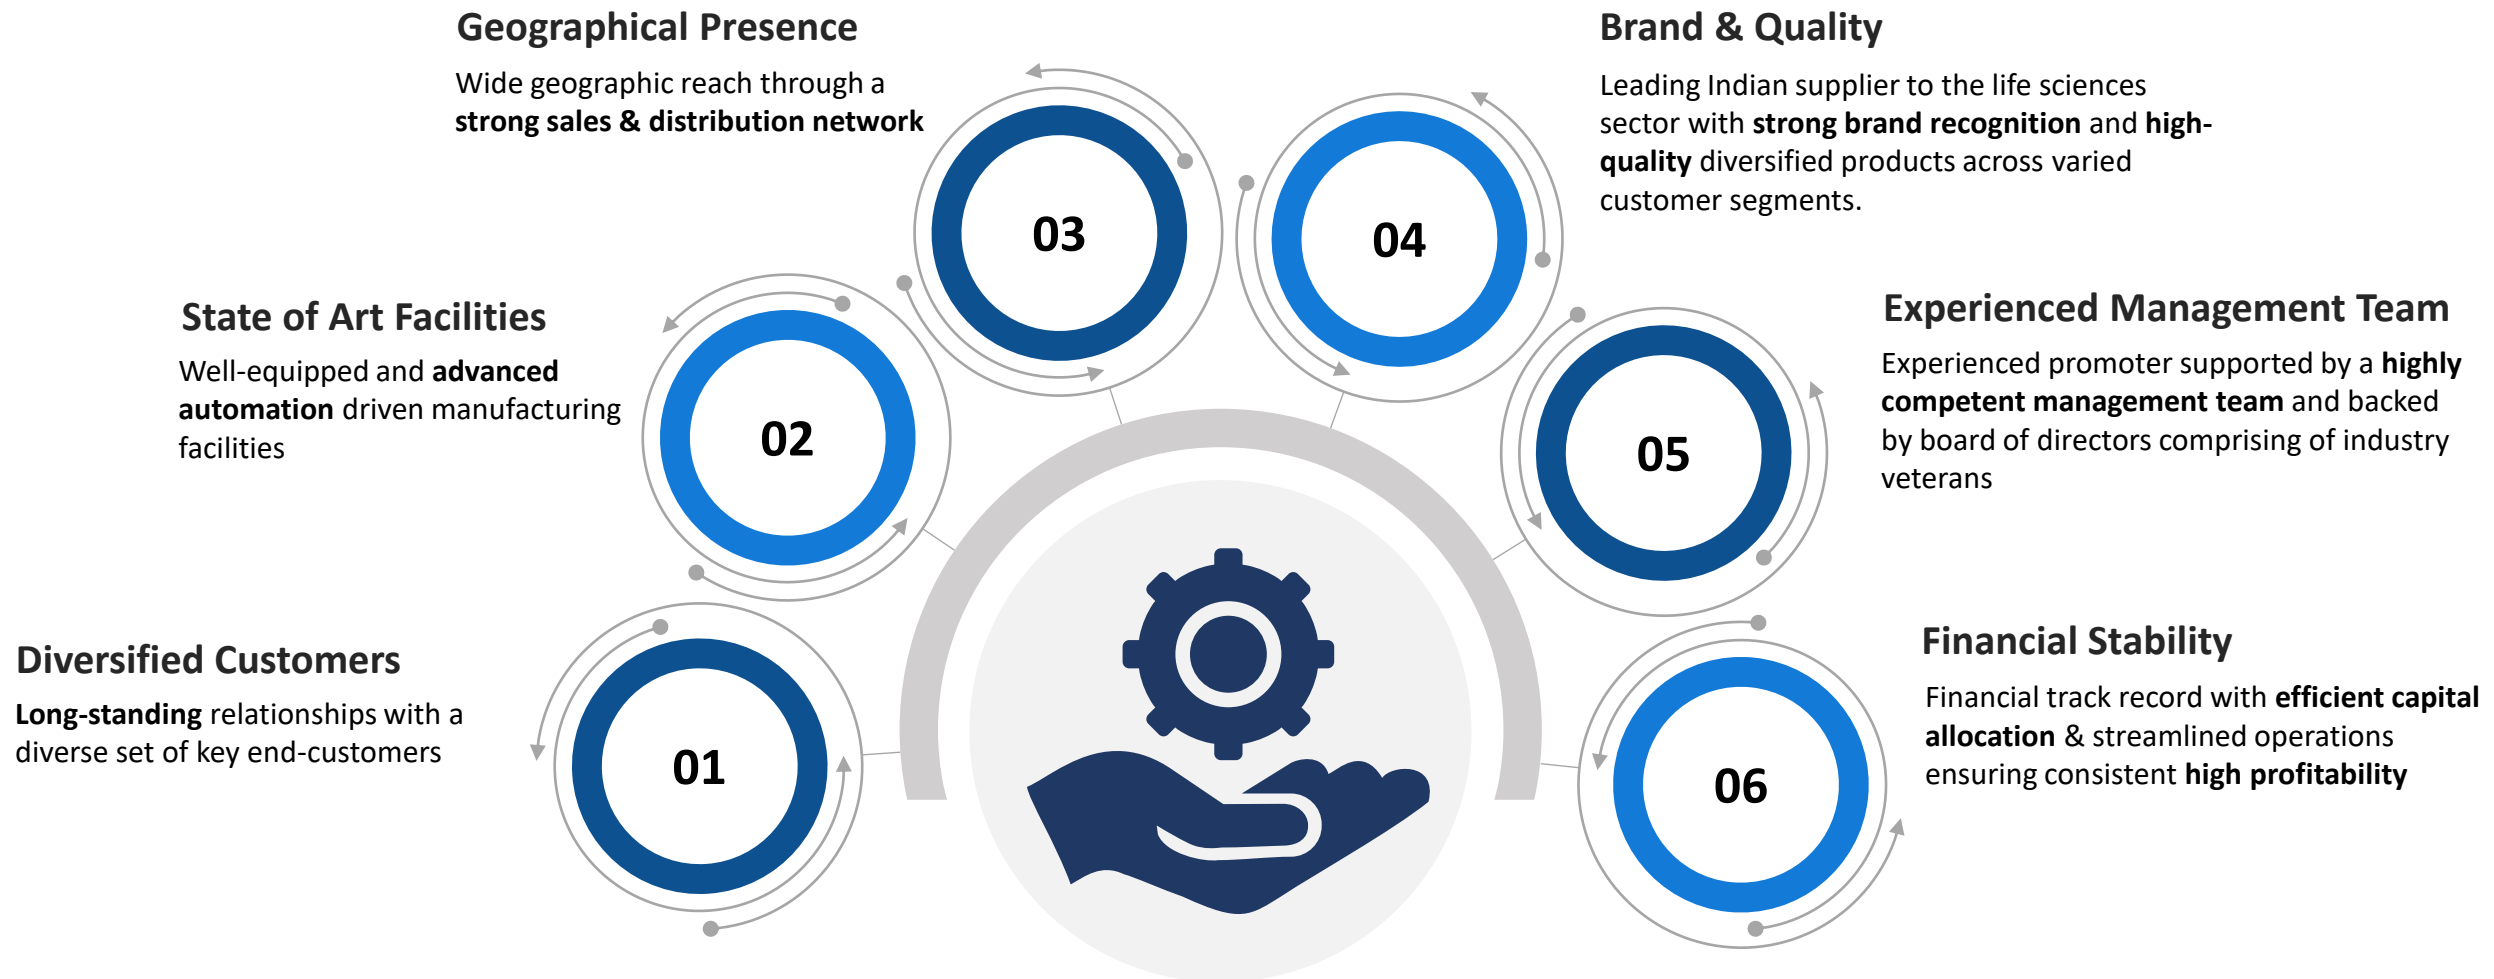 Geographical Presence
Wide geographic reach through a
strong sales & distribution network
03
Brand & Quality
Leading Indian supplier to the life sciences
sector with strong brand recognition and high-
quality diversified products across varied
customer segments.
04
State of Art Facilities
Well-equipped and advanced
automation driven manufacturing
facilities
02
Experienced Management Team
Experienced promoter supported by a highly
competent management team and backed
by board of directors comprising of industry
veterans
05
Diversified Customers
Long-standing relationships with a
diverse set of key end-customers
01
Financial Stability
Financial track record with efficient capital
allocation & streamlined operations
ensuring consistent high profitability
06